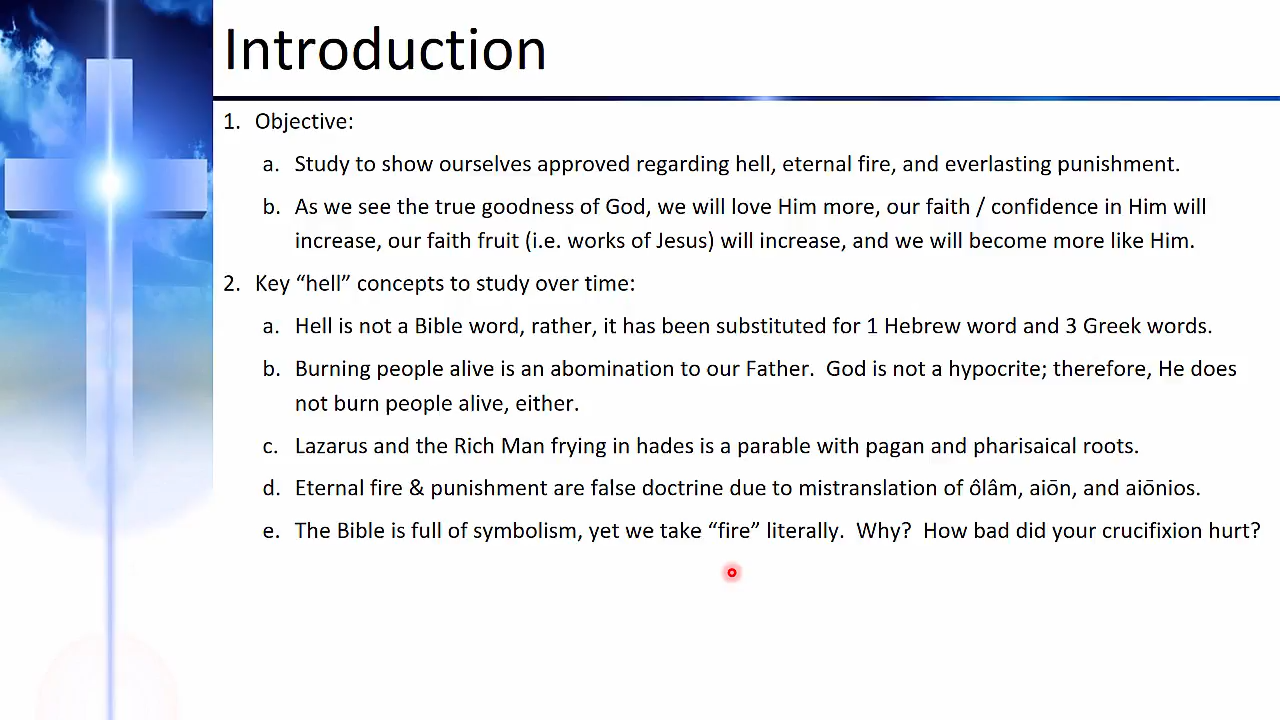 Introduction
1. Objective:
a. Study to show ourselves approved regarding hell, eternal fire, and everlasting punishment.
b. As we see the true goodness of God, we will love Him more, our faith / confidence in Him will
increase, our faith fruit (i.e. works of Jesus) will increase, and we will become more like Him.
2. Key “hell” concepts to study over time:
a. Hell is not a Bible word, rather, it has been substituted for 1 Hebrew word and 3 Greek words.
b. Burning people alive is an abomination to our Father.  God is not a hypocrite; therefore, He does
not burn people alive, either.
c. Lazarus and the Rich Man frying in hades is a parable with pagan and pharisaical roots.
d. Eternal fire & punishment are false doctrine due to mistranslation of ôlâm, aiōn, and aiōnios.
e. The Bible is full of symbolism, yet we take “fire” literally.  Why?  How bad did your crucifixion hurt?